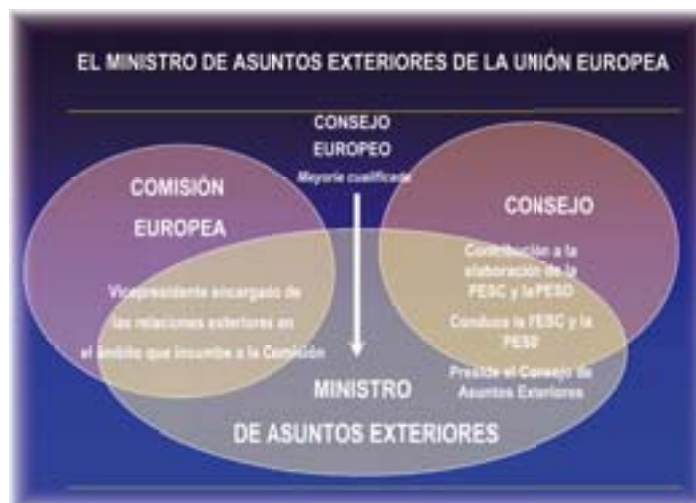 EL MINISTRO DE ASUNTOS EXTERIORES DE LA UNIÓN EUROPEA
CONSEJO
EUROPEO
Mayoría cualificada
COMISIÓN
EUROPEA
Vicepresidente encargado de
las relaciones exteriores en
el ámbito que incumbe a la Comisión
CONSEJO
Contribución a la
elaboración de la
PESC y la PESD
Conduce la PESC y la
PESD
Preside el Consejo de
Asuntos Exteriores
MINISTRO
DE ASUNTOS EXTERIORES